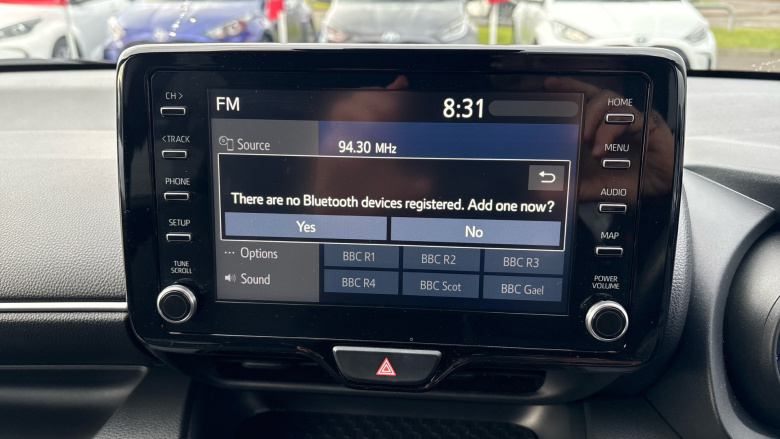 CH >
< TRACK
PHONE
SETUP
TUNE
SCROLL
FM
8:31
Source
94.30 MHz
There are no Bluetooth devices registered. Add one now?
Yes
No
Options
Sound
BBC R1
BBC R2
BBC R3
BBC R4
BBC Scot
BBC Gael
HOME
MENU
AUDIO
MAP
POWER
VOLUME